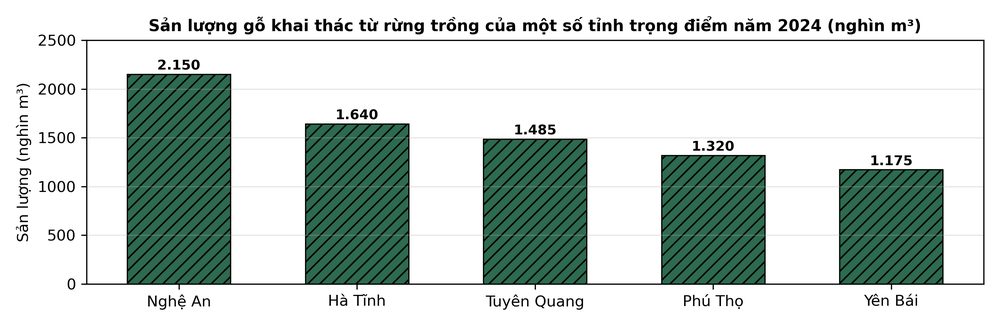 Sản lượng gỗ khai thác từ rừng trồng của một số tỉnh trọng điểm năm 2024 (nghìn m³)
Sản lượng (nghìn m³)
2500
2000
1500
1000
500
0
2.150
1.640
1.485
1.320
1.175
Nghệ An
Hà Tĩnh
Tuyên Quang
Phú Thọ
Yên Bái